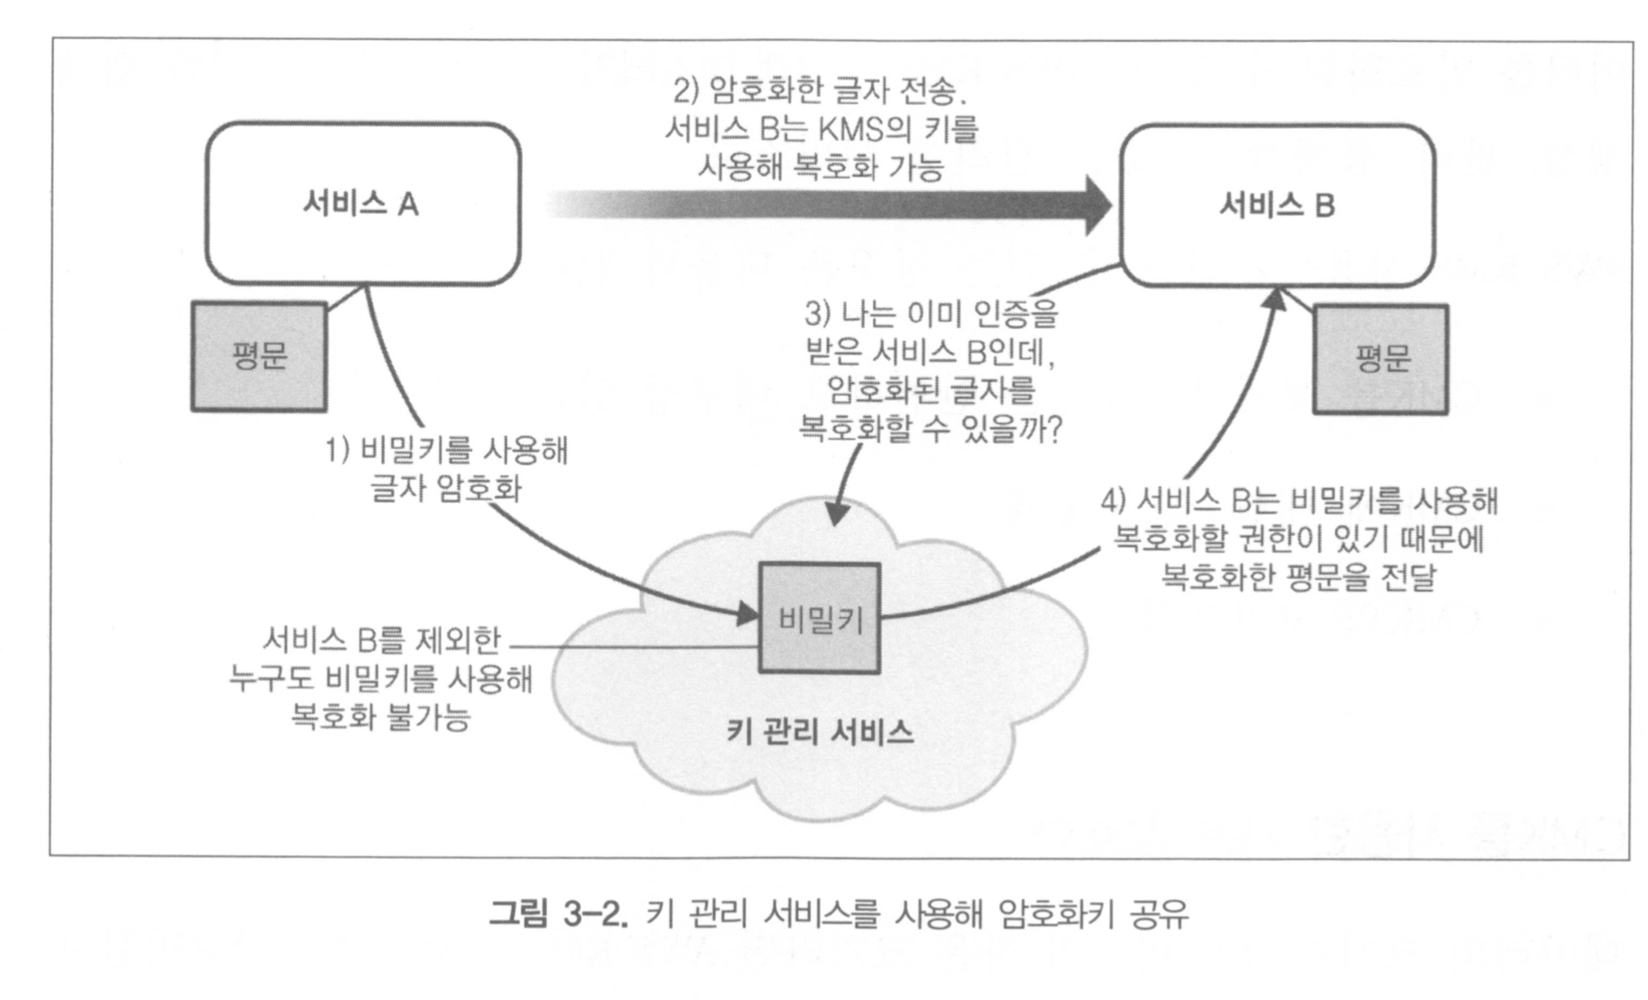 2) 암호화한 글자 전송.
서비스 B는 KMS의 키를
사용해 복호화 가능
서비스 A
서비스 B
평문
3) 나는 이미 인증을
받은 서비스 B인데,
암호화된 글자를
복호화할 수 있을까?
평문
1) 비밀키를 사용해
글자 암호화
4) 서비스 B는 비밀키를 사용해
복호화할 권한이 있기 때문에
복호화한 평문을 전달
비밀키
서비스 B를 제외한
누구도 비밀키를 사용해
복호화 불가능
키 관리 서비스
그림 3-2. 키 관리 서비스를 사용해 암호화키 공유